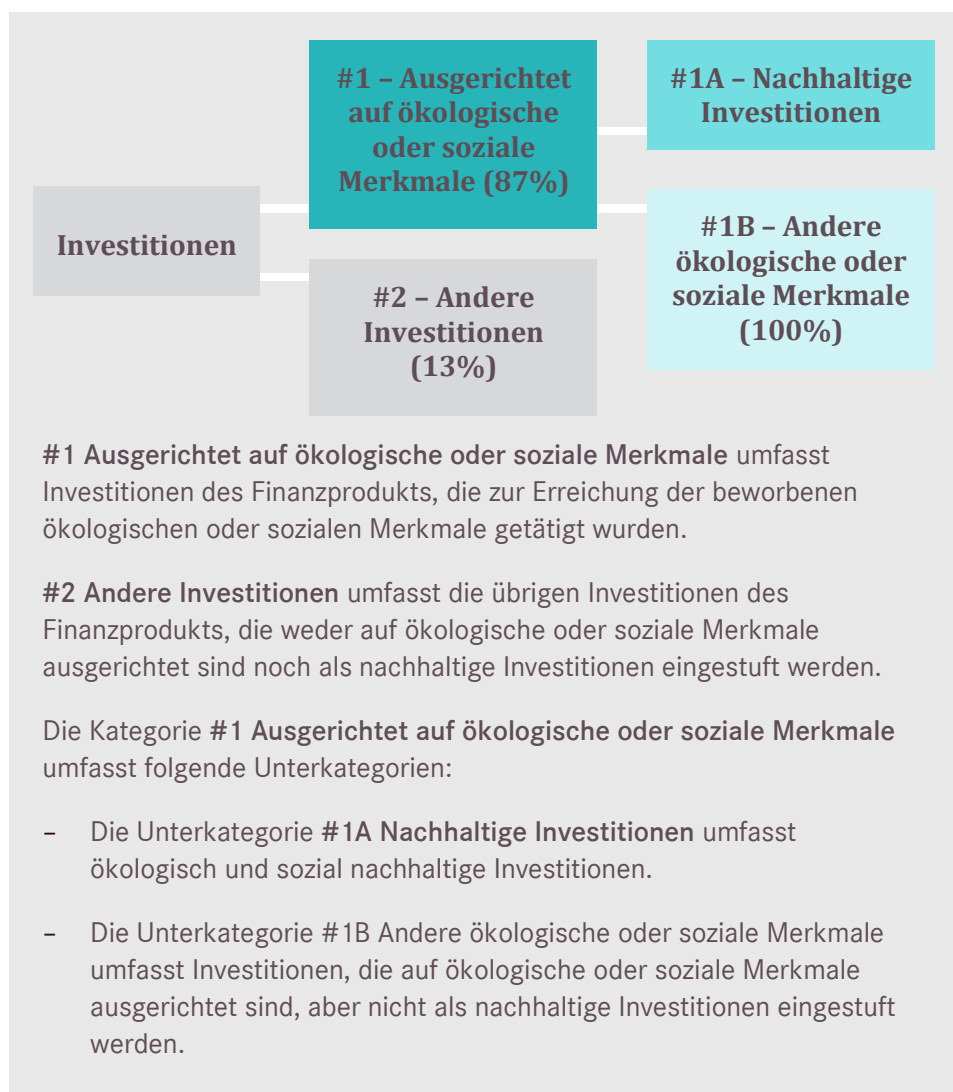 #1 – Ausgerichtet
auf ökologische
oder soziale
Merkmale (87%)
#1A – Nachhaltige
Investitionen
Investitionen
#1B – Andere
ökologische oder
soziale Merkmale
(100%)
#2 – Andere
Investitionen
(13%)
#1 Ausgerichtet auf ökologische oder soziale Merkmale umfasst
Investitionen des Finanzprodukts, die zur Erreichung der beworbenen
ökologischen oder sozialen Merkmale getätigt wurden.
#2 Andere Investitionen umfasst die übrigen Investitionen des
Finanzprodukts, die weder auf ökologische oder soziale Merkmale
ausgerichtet sind noch als nachhaltige Investitionen eingestuft werden.
Die Kategorie #1 Ausgerichtet auf ökologische oder soziale Merkmale
umfasst folgende Unterkategorien:
– Die Unterkategorie #1A Nachhaltige Investitionen umfasst
ökologisch und sozial nachhaltige Investitionen.
– Die Unterkategorie #1B Andere ökologische oder soziale Merkmale
umfasst Investitionen, die auf ökologische oder soziale Merkmale
ausgerichtet sind, aber nicht als nachhaltige Investitionen eingestuft
werden.